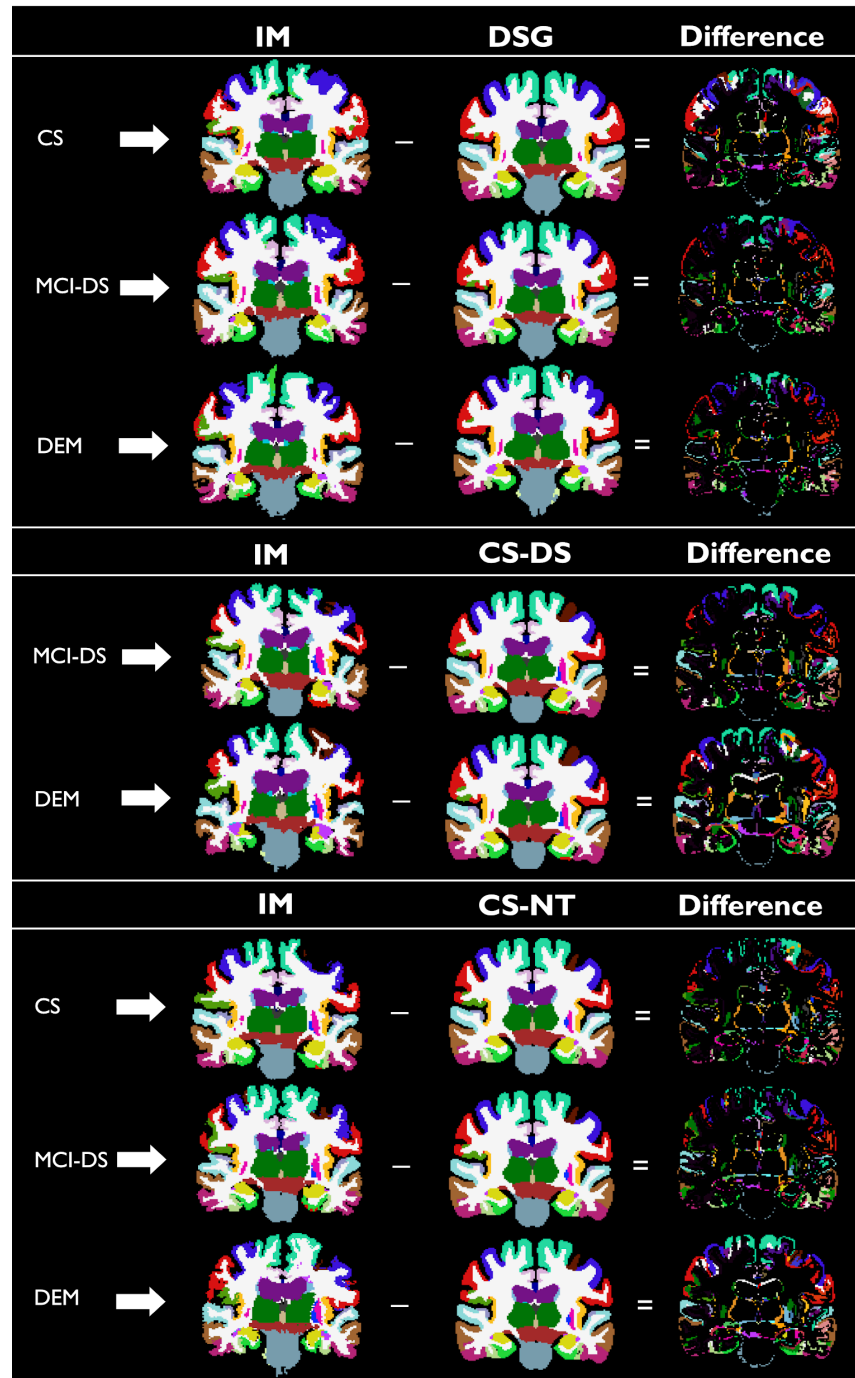 IM DSG Difference
CS – =
MCI-DS – =
DEM – =
IM CS-DS Difference
MCI-DS – =
DEM – =
IM CS-NT Difference
CS – =
MCI-DS – =
DEM – =